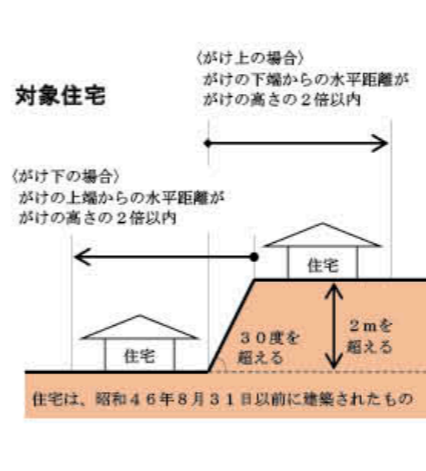 対象住宅
〈がけ上の場合〉
がけの下端からの水平距離が
がけの高さの２倍以内
〈がけ下の場合〉
がけの上端からの水平距離が
がけの高さの２倍以内
住宅
住宅
３０度を
超える
２ｍを
超える
住宅は、昭和４６年８月３１日以前に建築されたもの